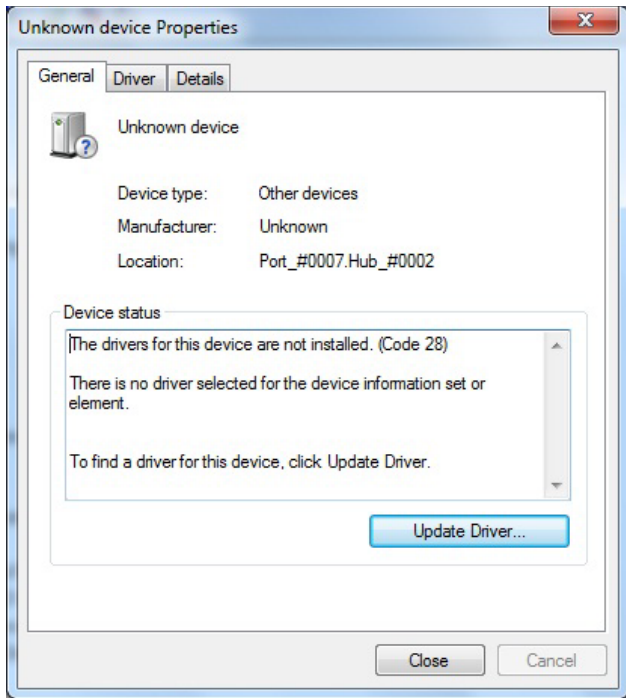 Unknown device Properties
General Driver Details
Unknown device
Device type: Other devices
Manufacturer: Unknown
Location: Port_#0007.Hub_#0002
Device status
The drivers for this device are not installed. (Code 28)
There is no driver selected for the device information set or
element.
To find a driver for this device, click Update Driver.
Update Driver...
Close Cancel